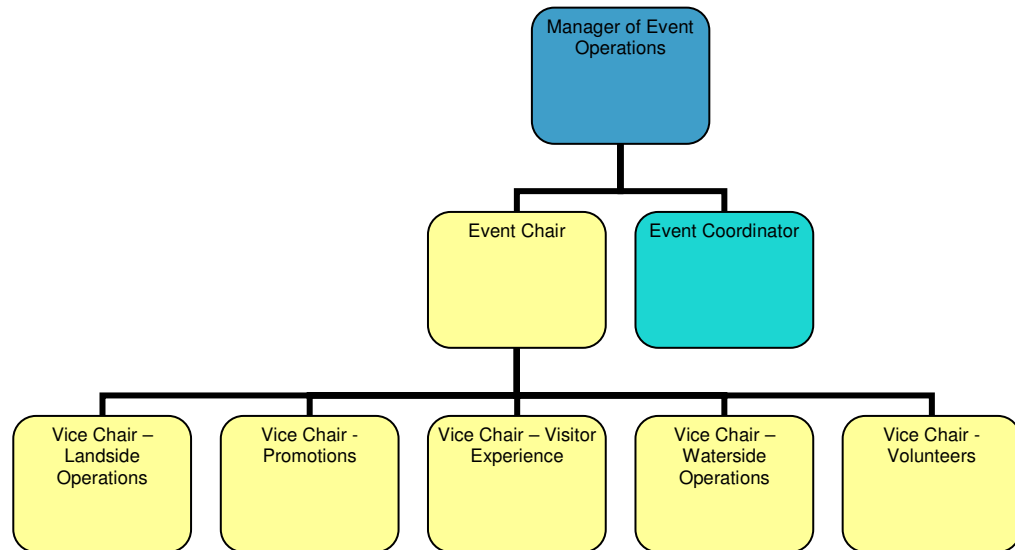 Manager of Event
Operations
Event Chair
Event Coordinator
Vice Chair –
Landside
Operations
Vice Chair -
Promotions
Vice Chair – Visitor
Experience
Vice Chair –
Waterside
Operations
Vice Chair -
Volunteers